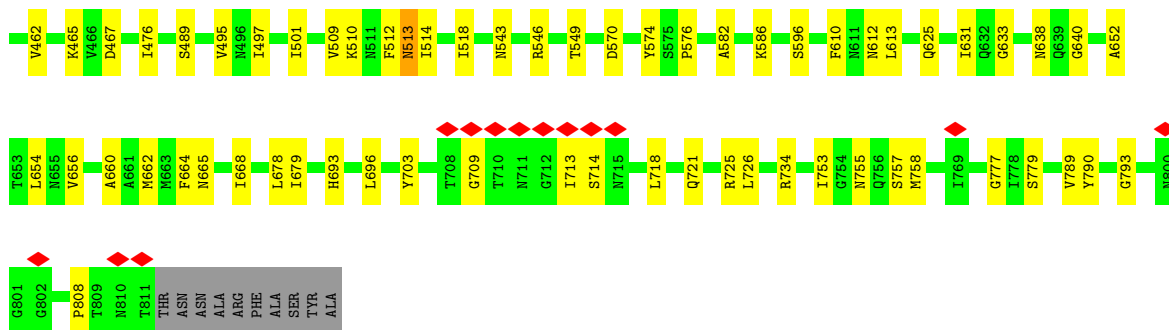 V462 K465 V466 D467 I476 S489 V495 N496 I497 I501 V509 K510 N511 F512 N513 I514 I518 N543 R546 T549 D570 Y574 S575 P576 A582 K586 S596 F610 N611 N612 L613 Q625 I631 Q632 G633 N638 Q639 G640 A652
T653 L654 N655 V656 A660 A661 M662 M663 F664 N665 I668 L678 I679 H693 L696 Y703 T708 G709 T710 N711 G712 I713 S714 N715 L718 Q721 R725 L726 R734 I753 G754 N755 Q756 S757 M758 I769 G777 I778 S779 V789 Y790 G793
G801 G802 P808 T809 N810 T811 THR ASN ASN ALA ARG PHE ALA SER TYR ALA